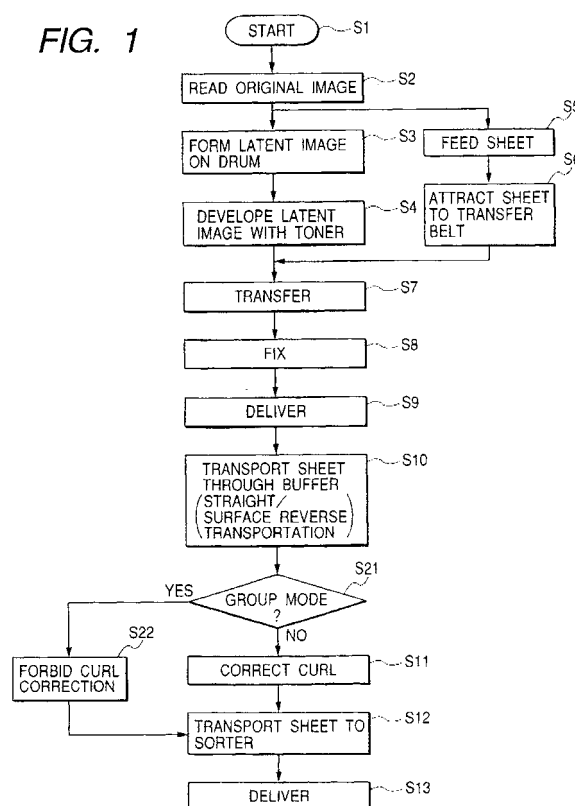 FIG. 1
START
S1
READ ORIGINAL IMAGE
S2
FORM LATENT IMAGE
ON DRUM
S3
FEED SHEET
S5
DEVELOPE LATENT
IMAGE WITH TONER
S4
ATTRACT SHEET
TO TRANSFER
BELT
S6
TRANSFER
S7
FIX
S8
DELIVER
S9
TRANSPORT SHEET
THROUGH BUFFER
(STRAIGHT/
SURFACE REVERSE
TRANSPORTATION)
S10
GROUP MODE
?
S21
YES
NO
FORBID CURL
CORRECTION
S22
CORRECT CURL
S11
TRANSPORT SHEET TO
SORTER
S12
DELIVER
S13